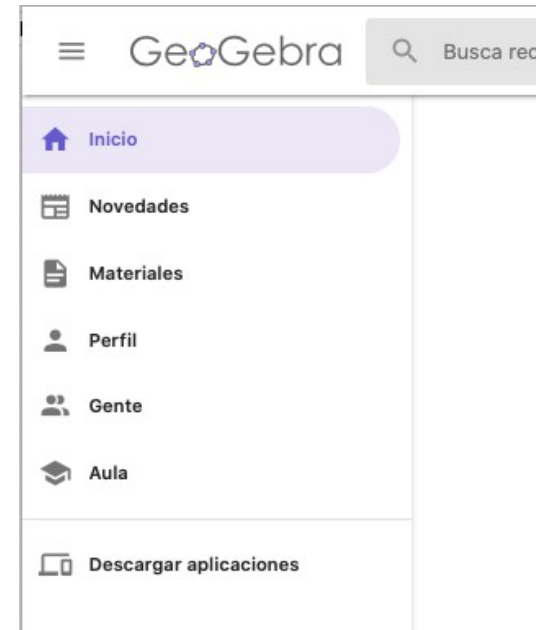 GeoGebra
Busca rec
Inicio
Novedades
Materiales
Perfil
Gente
Aula
Descargar aplicaciones